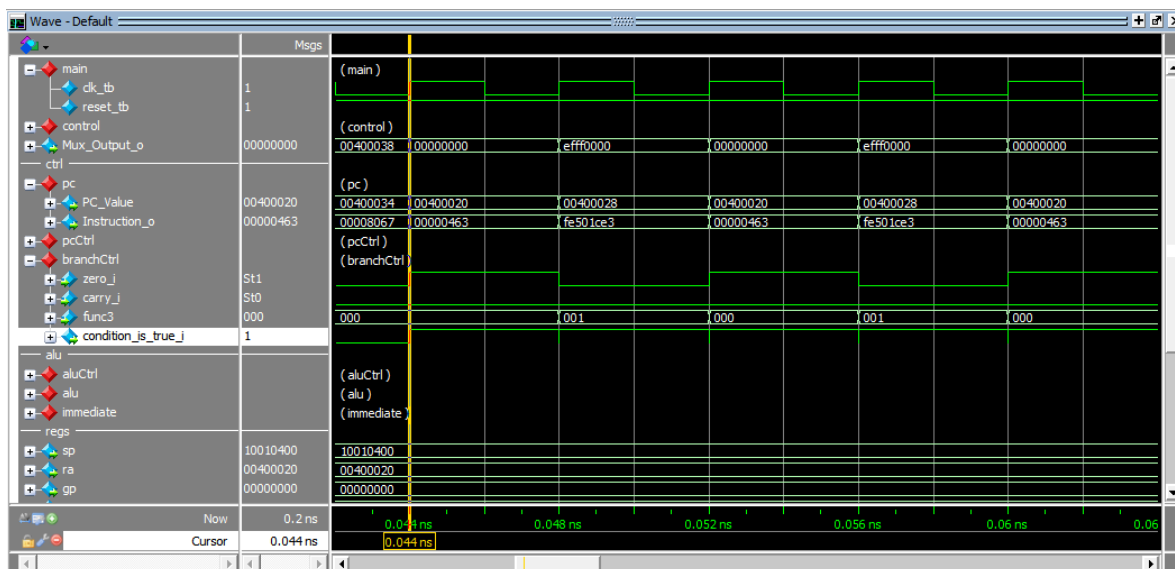 Wave - Default
Msgs
main (main)
clk_tb 1
reset_tb 1
control (control)
Mux_Output_o 00000000 00400038 00000000 efff0000 00000000 efff0000 00000000
ctrl
pc (pc)
PC_Value 00400020 00400034 00400020 00400028 00400020 00400028 00400020
Instruction_o 00000463 00008067 00000463 fe501ce3 00000463 fe501ce3 00000463
pcCtrl (pcCtrl)
branchCtrl (branchCtrl)
zero_i St1
carry_i St0
func3 000 000 001 000 001 000
condition_is_true_i 1
alu
aluCtrl (aluCtrl)
alu (alu)
immediate (immediate)
regs
sp 10010400 10010400
ra 00400020 00400020
gp 00000000 00000000
Now 0.2 ns 0.044 ns 0.048 ns 0.052 ns 0.056 ns 0.06 ns 0.06
Cursor 0.044 ns 0.044 ns